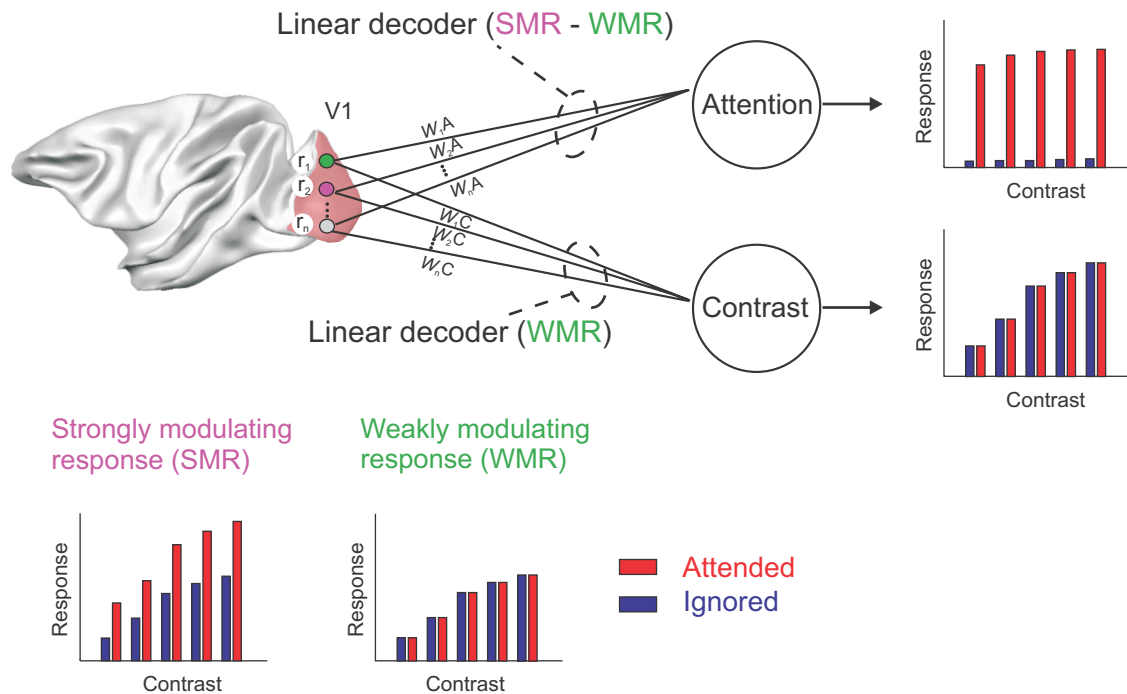 Linear decoder (SMR - WMR)
V1
r₁
r₂
rₙ
W₁A
W₂A
WₙA
W₁C
W₂C
WₙC
Attention
Contrast
Linear decoder (WMR)
Response
Contrast
Response
Contrast
Strongly modulating
response (SMR)
Weakly modulating
response (WMR)
Response
Contrast
Response
Contrast
Attended
Ignored